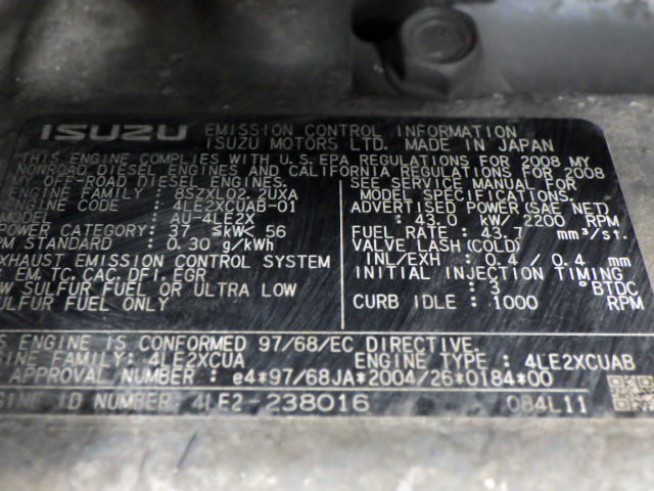 ISUZU EMISSION CONTROL INFORMATION
ISUZU MOTORS LTD. MADE IN JAPAN
THIS ENGINE COMPLIES WITH U.S.EPA REGULATIONS FOR 2008 MY
NONROAD DIESEL ENGINES AND CALIFORNIA REGULATIONS FOR 2008
OFF-ROAD DIESEL ENGINES.
ENGINE FAMILY : 8SZXL02.2UXA
ENGINE CODE : 4LE2XCUAB-01
MODEL : AU-4LE2X
POWER CATEGORY: 37 ≤kW< 56
PM STANDARD : 0.30 g/kWh
EXHAUST EMISSION CONTROL SYSTEM
EM, TC, CAC, DFI, EGR
LOW SULFUR FUEL OR ULTRA LOW
SULFUR FUEL ONLY
SEE SERVICE MANUAL FOR
MODEL SPECIFICATIONS.
ADVERTISED POWER(SAE NET)
: 43.0 kW/2200 RPM
FUEL RATE : 43.7 mm³/st.
VALVE LASH(COLD)
INL/EXH : 0.4 / 0.4 mm
INITIAL INJECTION TIMING
: 3 °BTDC
CURB IDLE : 1000 RPM
THIS ENGINE IS CONFORMED 97/68/EC DIRECTIVE.
ENGINE FAMILY: 4LE2XCUA ENGINE TYPE : 4LE2XCUAB
APPROVAL NUMBER : e4*97/68JA*2004/26*0184*00
ENGINE ID NUMBER 4LE2-238016 084L11